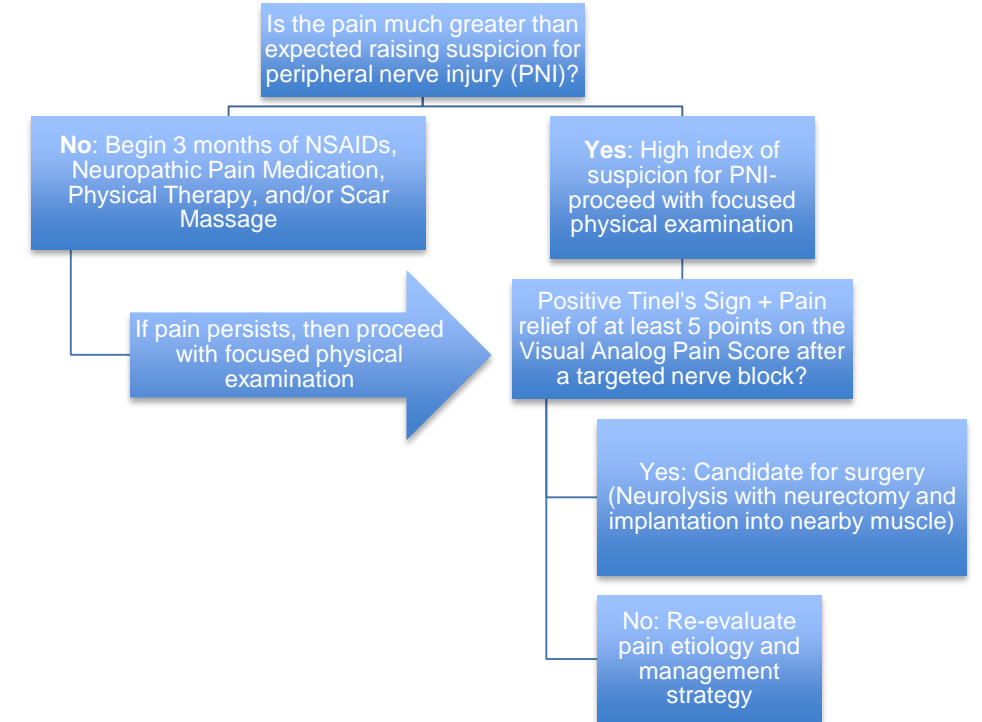 Is the pain much greater than
expected raising suspicion for
peripheral nerve injury (PNI)?
No: Begin 3 months of NSAIDs,
Neuropathic Pain Medication,
Physical Therapy, and/or Scar
Massage
Yes: High index of
suspicion for PNI-
proceed with focused
physical examination
If pain persists, then proceed
with focused physical
examination
Positive Tinel's Sign + Pain
relief of at least 5 points on the
Visual Analog Pain Score after
a targeted nerve block?
Yes: Candidate for surgery
(Neurolysis with neurectomy and
implantation into nearby muscle)
No: Re-evaluate
pain etiology and
management
strategy